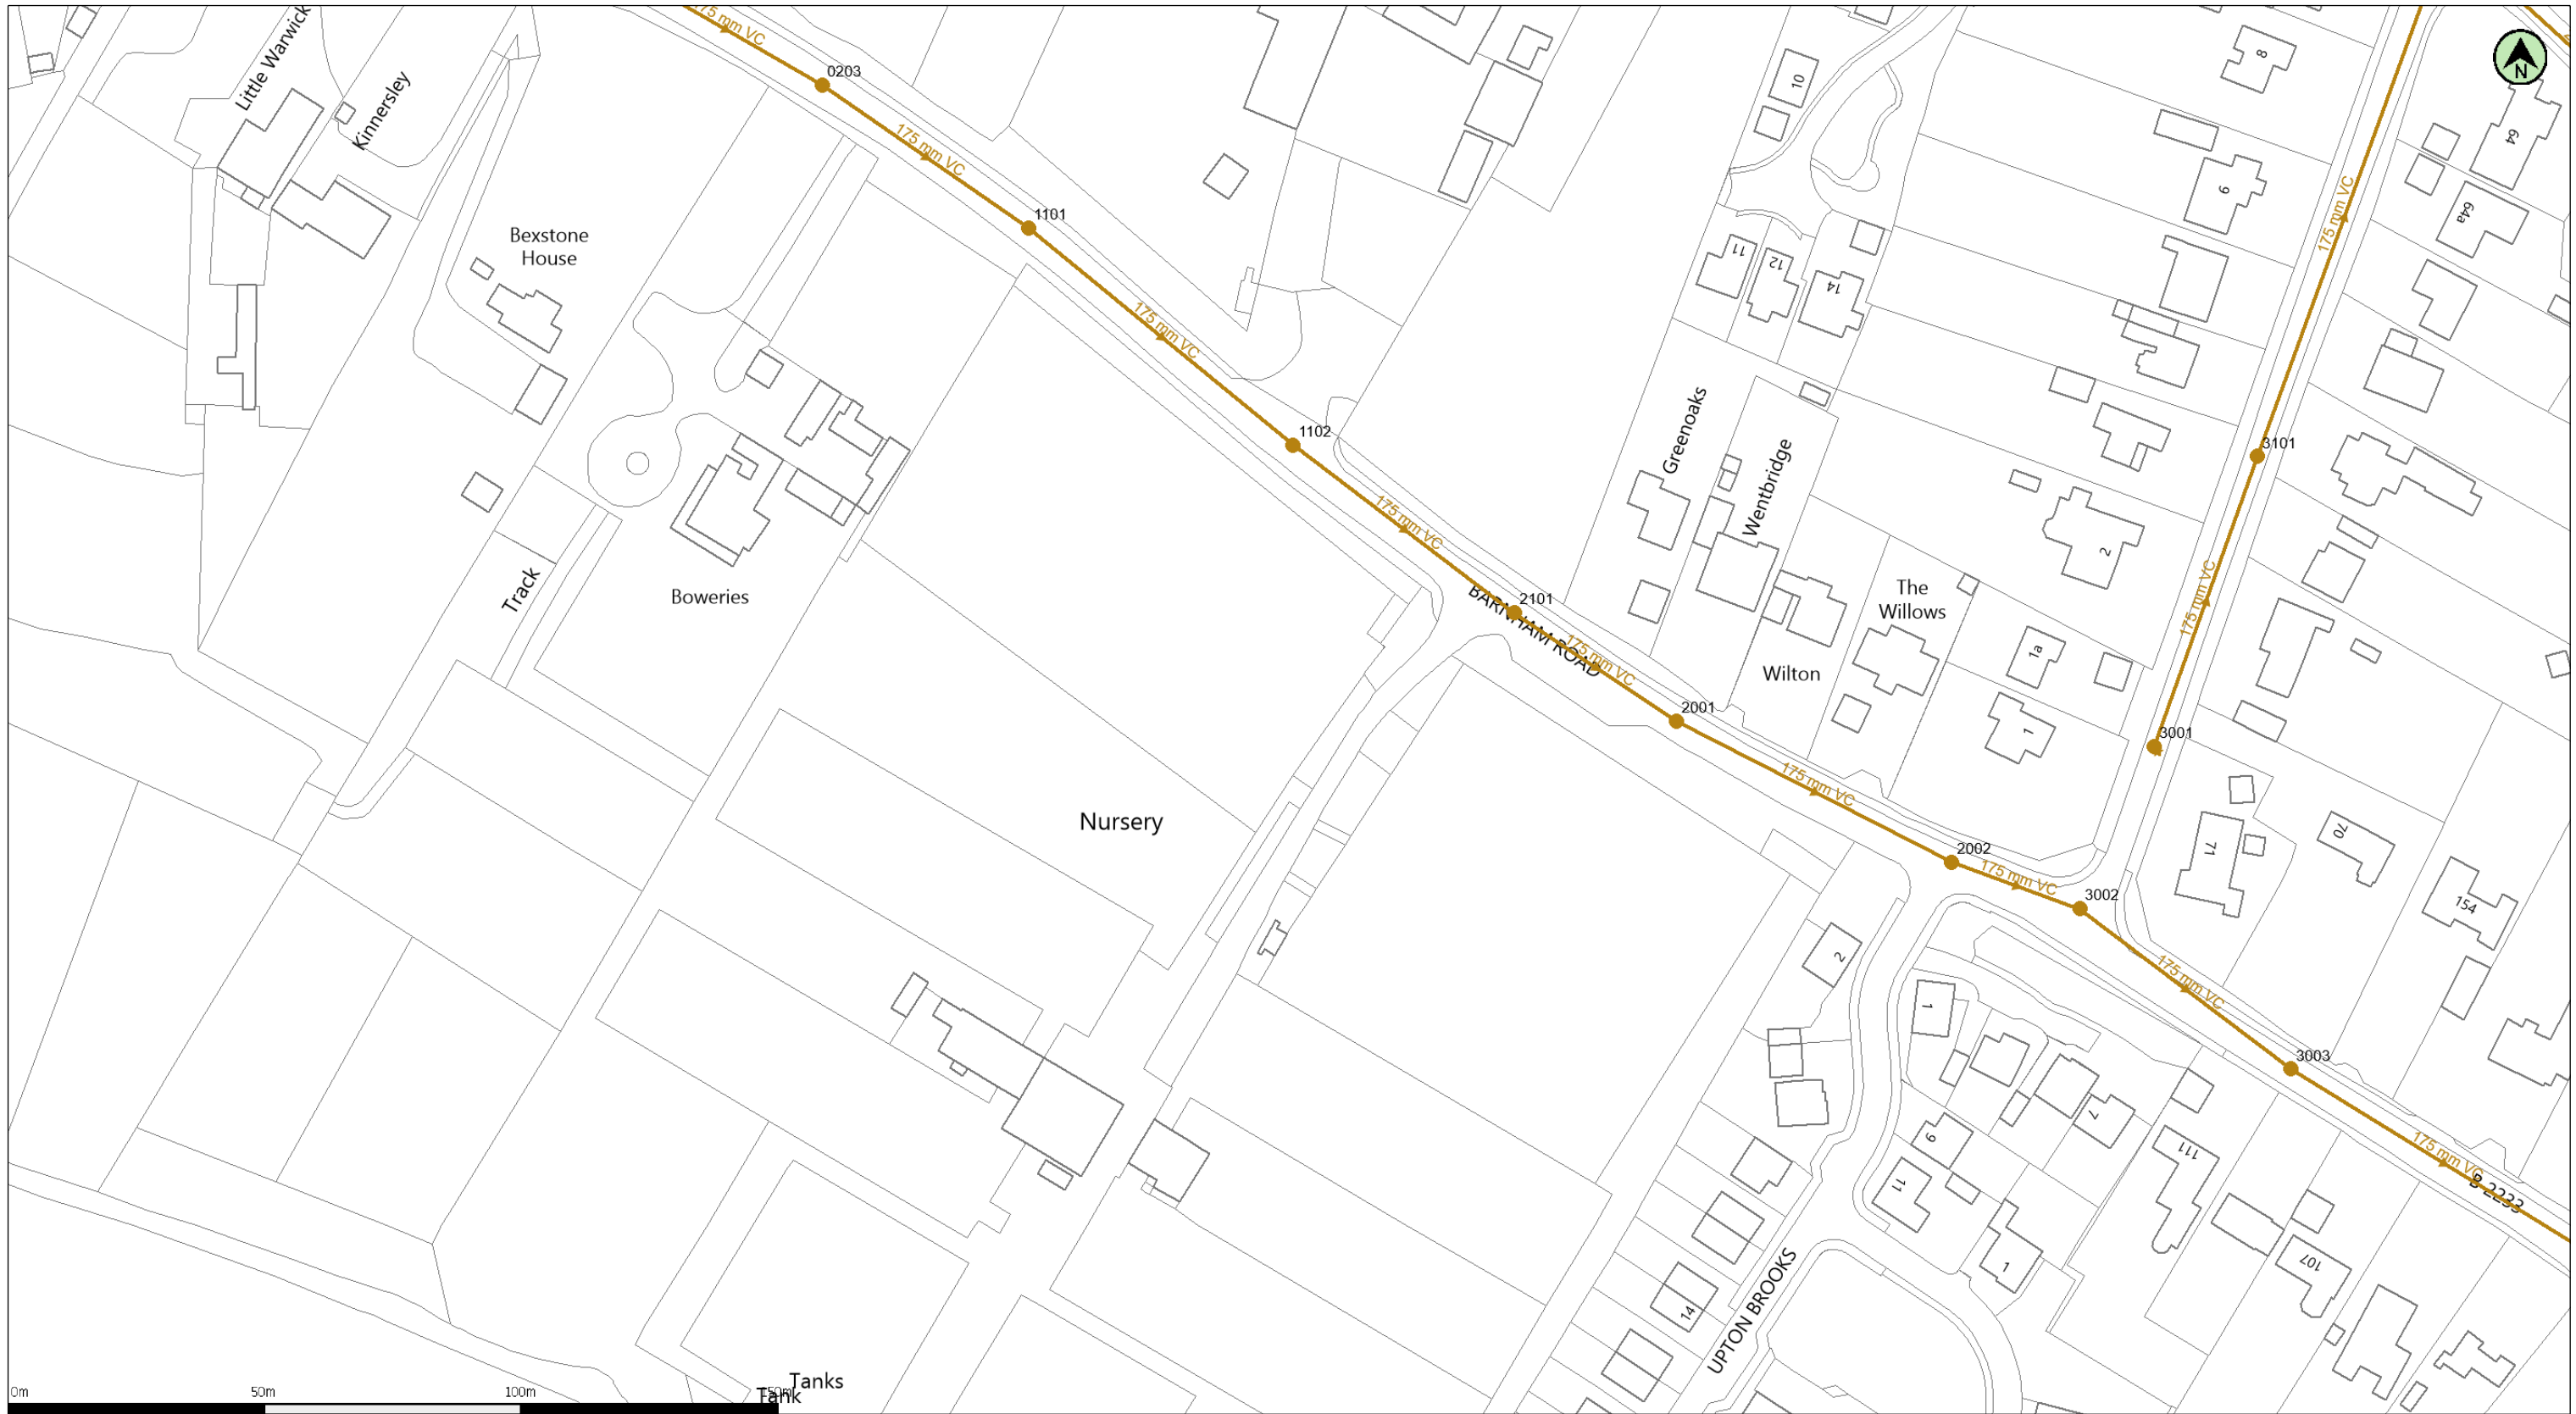 175 mm VC
Little Warwick
Kinnersley
0203
175 mm VC
N
8
10
64
9
64a
1101
Bexstone
House
175 mm VC
175 mm VC
11
12
14
1102
Greenoaks
Wentbridge
3101
175 mm VC
2
Track
Boweries
2101
BARNHAM ROAD
175 mm VC
The
Willows
175 mm VC
1a
Wilton
2001
1
3001
175 mm VC
Nursery
70
71
2002
175 mm VC
3002
154
2
175 mm VC
1
3003
7
9
111
175 mm VC
B 2233
11
1
107
UPTON BROOKS
14
Tanks
Tank
0m
50m
100m
150m